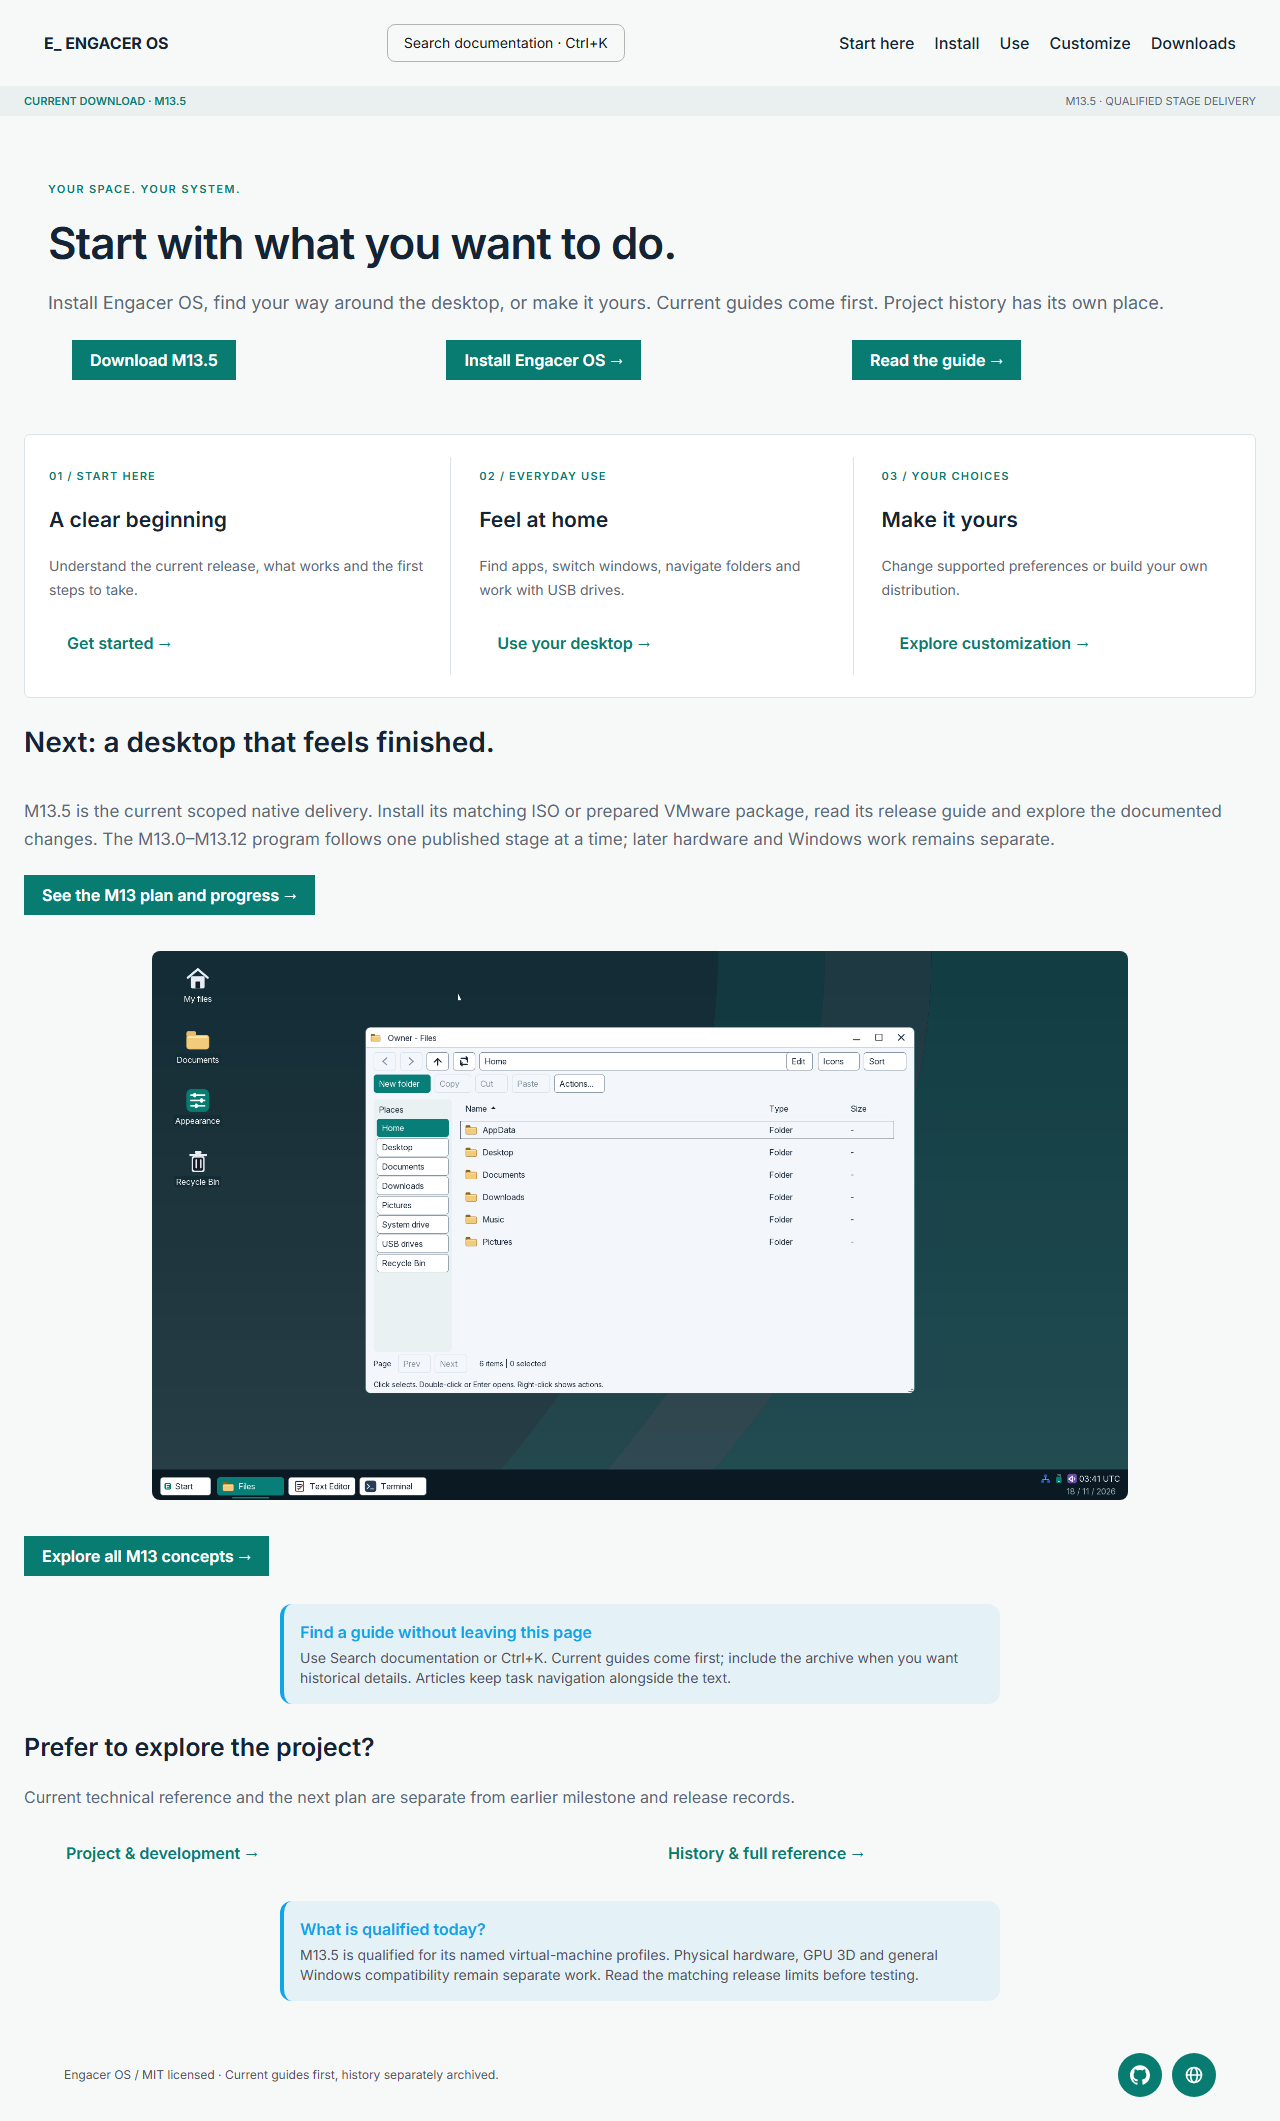 E_ ENGACER OS
Search documentation · Ctrl+K
Start here Install Use Customize Downloads
CURRENT DOWNLOAD · M13.5
M13.5 · QUALIFIED STAGE DELIVERY
YOUR SPACE. YOUR SYSTEM.
Start with what you want to do.
Install Engacer OS, find your way around the desktop, or make it yours. Current guides come first. Project history has its own place.
Download M13.5
Install Engacer OS →
Read the guide →
01 / START HERE
A clear beginning
Understand the current release, what works and the first
steps to take.
Get started →
02 / EVERYDAY USE
Feel at home
Find apps, switch windows, navigate folders and
work with USB drives.
Use your desktop →
03 / YOUR CHOICES
Make it yours
Change supported preferences or build your own
distribution.
Explore customization →
Next: a desktop that feels finished.
M13.5 is the current scoped native delivery. Install its matching ISO or prepared VMware package, read its release guide and explore the documented
changes. The M13.0–M13.12 program follows one published stage at a time; later hardware and Windows work remains separate.
See the M13 plan and progress →
My files
Documents
Appearance
Recycle Bin
Owner - Files
Home
Edit
Icons
Sort
New folder
Copy
Cut
Paste
Actions...
Places
Home
Desktop
Documents
Downloads
Pictures
System drive
USB drives
Recycle Bin
Name Type Size
AppData Folder -
Desktop Folder -
Documents Folder -
Downloads Folder -
Music Folder -
Pictures Folder -
Page Prev Next 6 items | 0 selected
Click selects. Double-click or Enter opens. Right-click shows actions.
Start
Files
Text Editor
Terminal
03:41 UTC
18 / 11 / 2026
Explore all M13 concepts →
Find a guide without leaving this page
Use Search documentation or Ctrl+K. Current guides come first; include the archive when you want
historical details. Articles keep task navigation alongside the text.
Prefer to explore the project?
Current technical reference and the next plan are separate from earlier milestone and release records.
Project & development →
History & full reference →
What is qualified today?
M13.5 is qualified for its named virtual-machine profiles. Physical hardware, GPU 3D and general
Windows compatibility remain separate work. Read the matching release limits before testing.
Engacer OS / MIT licensed · Current guides first, history separately archived.